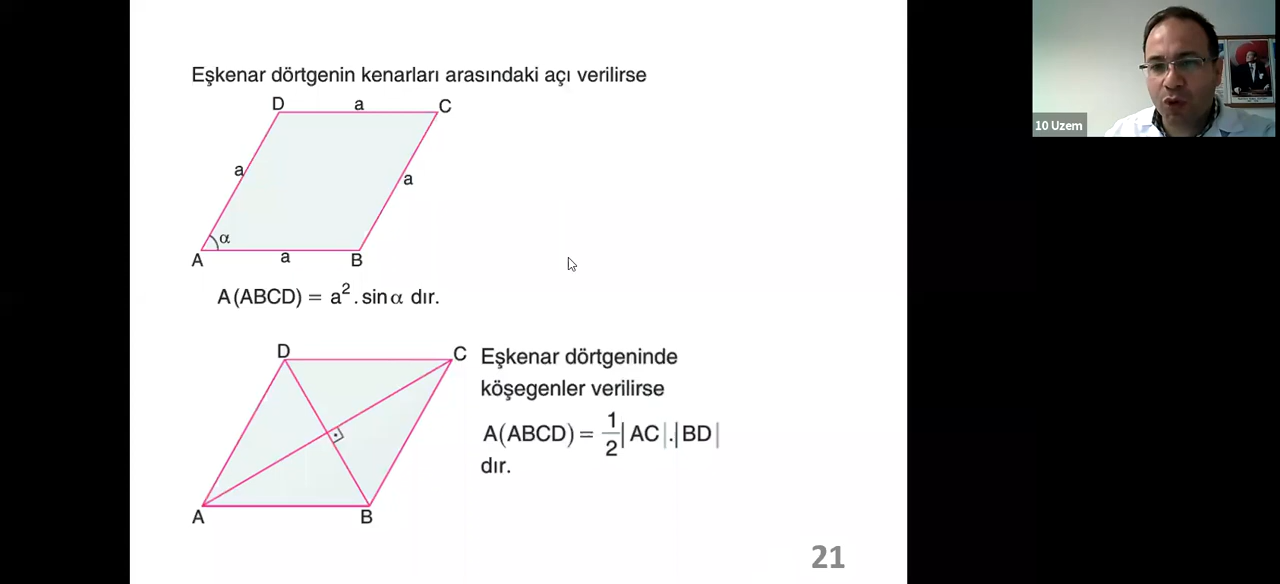 Eşkenar dörtgenin kenarları arasındaki açı verilirse
D a C
a
a
α
A a B
A(ABCD) = a². sinα dır.
D C
Eşkenar dörtgeninde
köşegenler verilirse
A(ABCD) = 1/2|AC|.|BD|
dır.
A B
21
10 Uzem